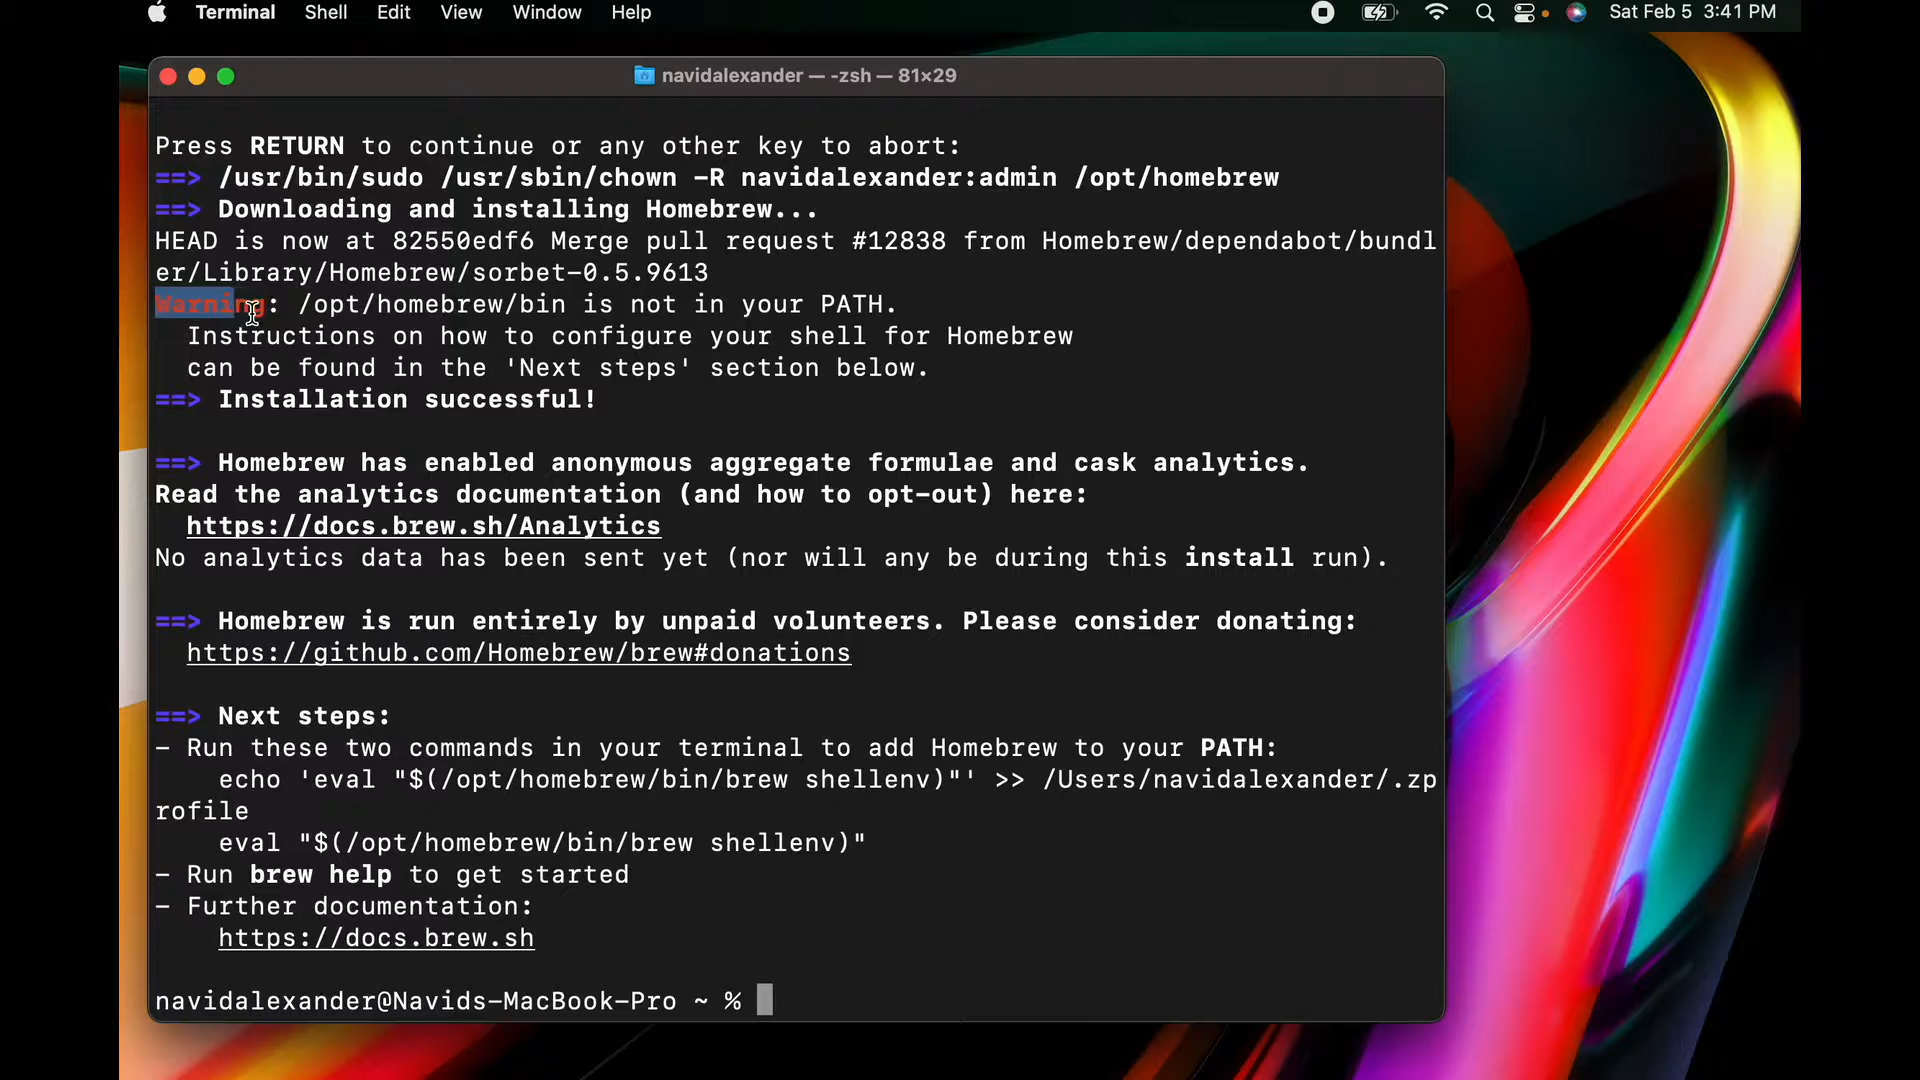 Terminal Shell Edit View Window Help Sat Feb 5 3:41 PM
navidalexander — -zsh — 81×29
Press RETURN to continue or any other key to abort:
==> /usr/bin/sudo /usr/sbin/chown -R navidalexander:admin /opt/homebrew
==> Downloading and installing Homebrew...
HEAD is now at 82550edf6 Merge pull request #12838 from Homebrew/dependabot/bundl
er/Library/Homebrew/sorbet-0.5.9613
Warning: /opt/homebrew/bin is not in your PATH.
  Instructions on how to configure your shell for Homebrew
  can be found in the 'Next steps' section below.
==> Installation successful!
==> Homebrew has enabled anonymous aggregate formulae and cask analytics.
Read the analytics documentation (and how to opt-out) here:
  https://docs.brew.sh/Analytics
No analytics data has been sent yet (nor will any be during this install run).
==> Homebrew is run entirely by unpaid volunteers. Please consider donating:
  https://github.com/Homebrew/brew#donations
==> Next steps:
- Run these two commands in your terminal to add Homebrew to your PATH:
    echo 'eval "$(/opt/homebrew/bin/brew shellenv)"' >> /Users/navidalexander/.zp
rofile
    eval "$(/opt/homebrew/bin/brew shellenv)"
- Run brew help to get started
- Further documentation:
    https://docs.brew.sh
navidalexander@Navids-MacBook-Pro ~ %